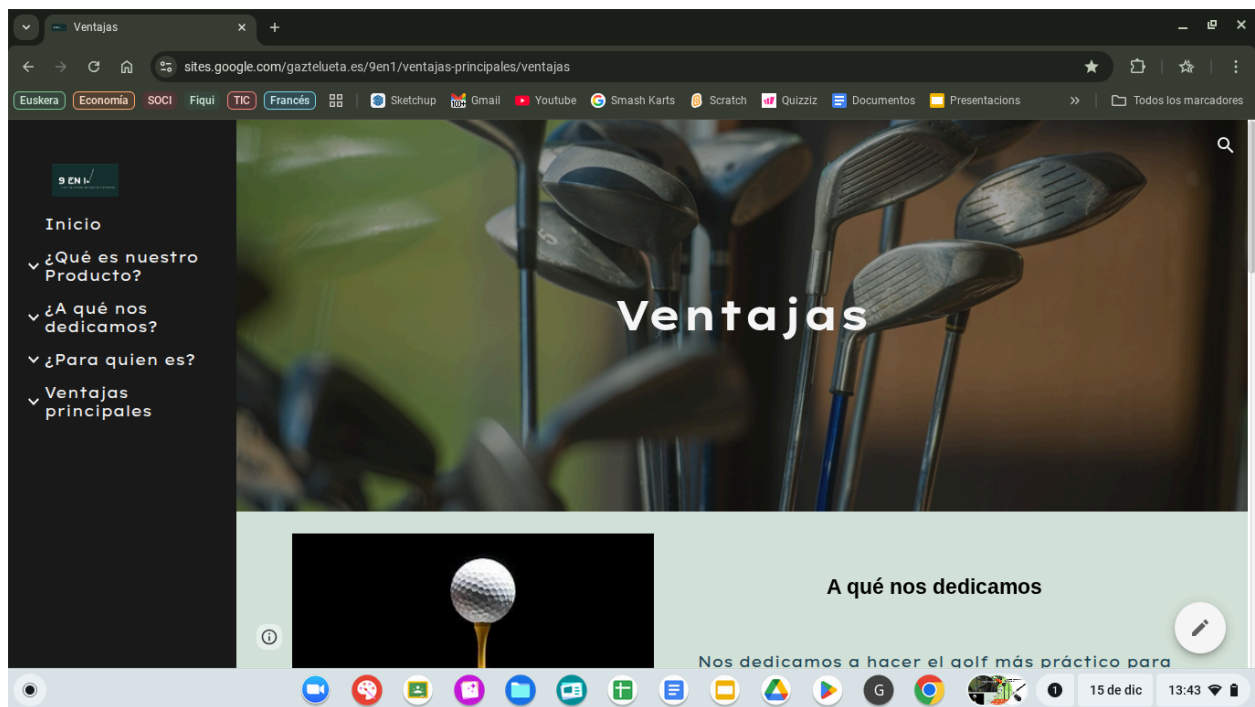 Ventajas
sites.google.com/gaztelueta.es/9en1/ventajas-principales/ventajas
Euskera Economía SOCI Fiqui TIC Francés Sketchup Gmail Youtube Smash Karts Scratch Quizziz Documentos Presentacions Todos los marcadores
9 EN 1
Inicio
¿Qué es nuestro
Producto?
¿A qué nos
dedicamos?
¿Para quien es?
Ventajas
principales
Ventajas
A qué nos dedicamos
Nos dedicamos a hacer el golf más práctico para
G
1
15 de dic 13:43